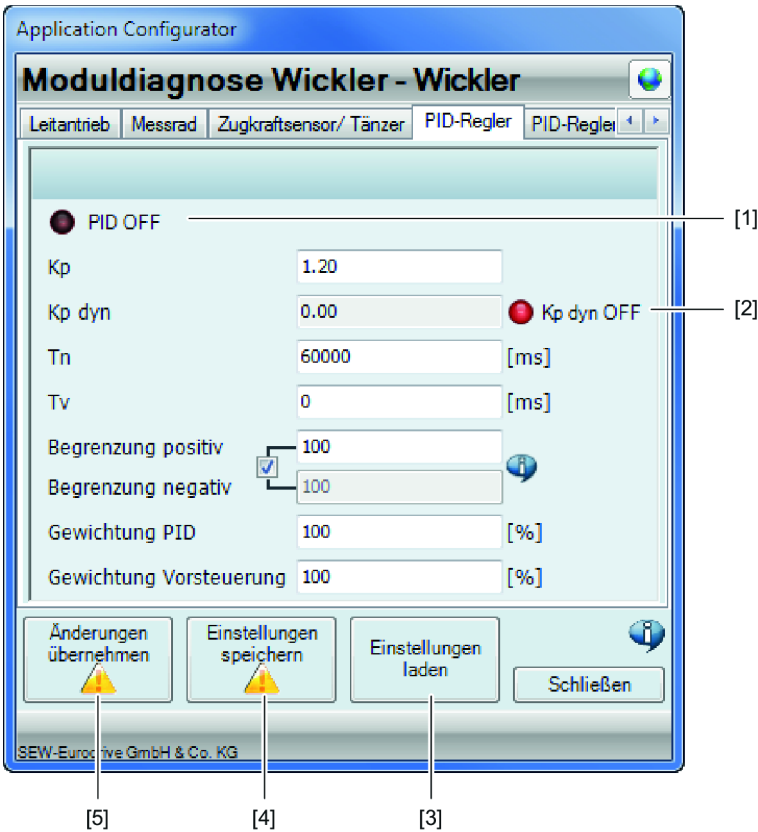 Application Configurator
Moduldiagnose Wickler - Wickler
Leitantrieb Messrad Zugkraftsensor/ Tänzer PID-Regler PID-Regler
PID OFF [1]
Kp 1.20
Kp dyn 0.00 Kp dyn OFF [2]
Tn 60000 [ms]
Tv 0 [ms]
Begrenzung positiv 100
Begrenzung negativ 100
Gewichtung PID 100 [%]
Gewichtung Vorsteuerung 100 [%]
Änderungen übernehmen
Einstellungen speichern
Einstellungen laden
Schließen
SEW-Eurodrive GmbH & Co. KG
[5] [4] [3]